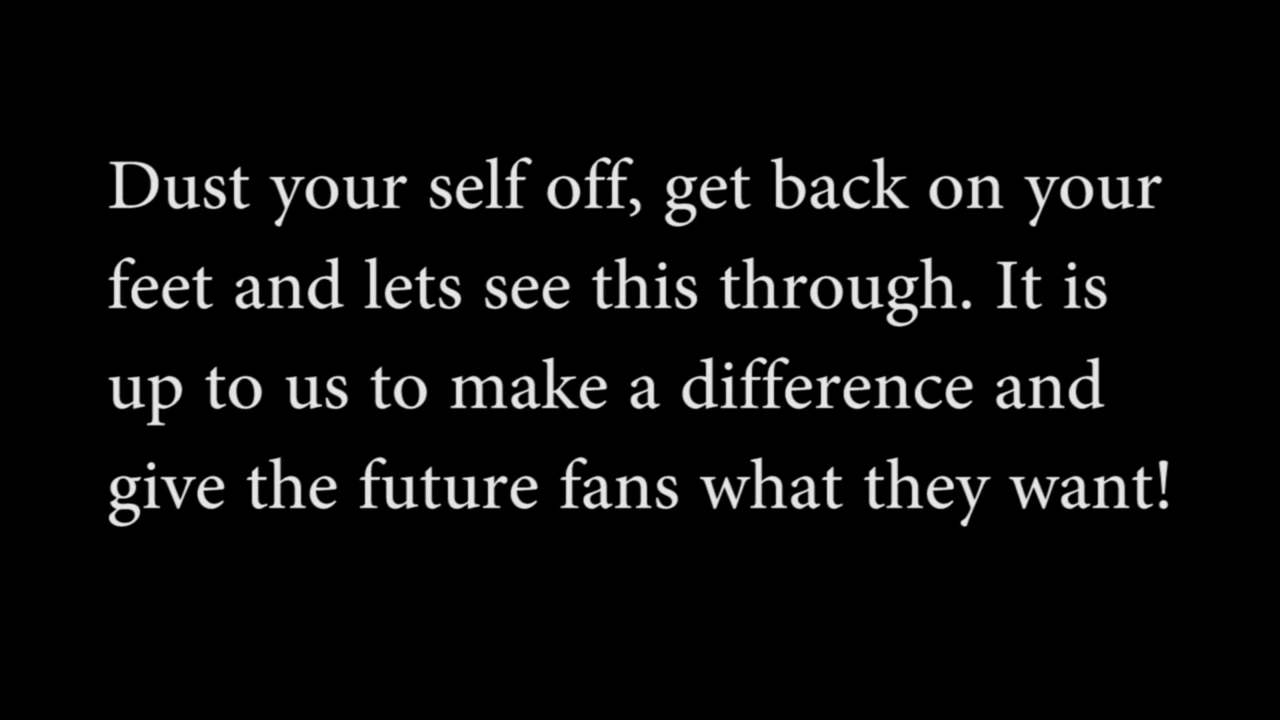 Dust your self off, get back on your
feet and lets see this through. It is
up to us to make a difference and
give the future fans what they want!